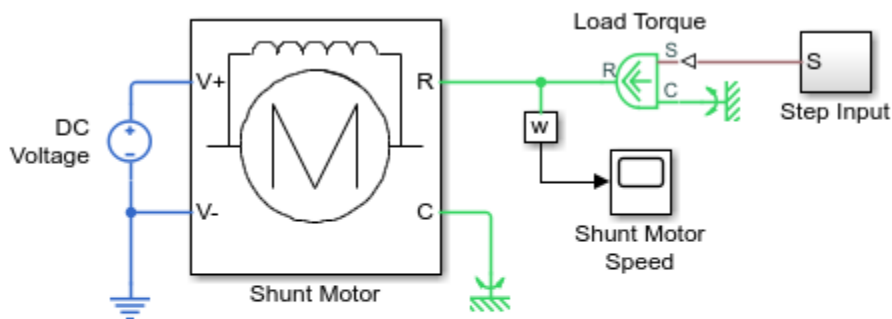 Load Torque
V+
R
R
S
C
S
DC
Voltage
M
w
Step Input
V-
C
Shunt Motor
Speed
Shunt Motor